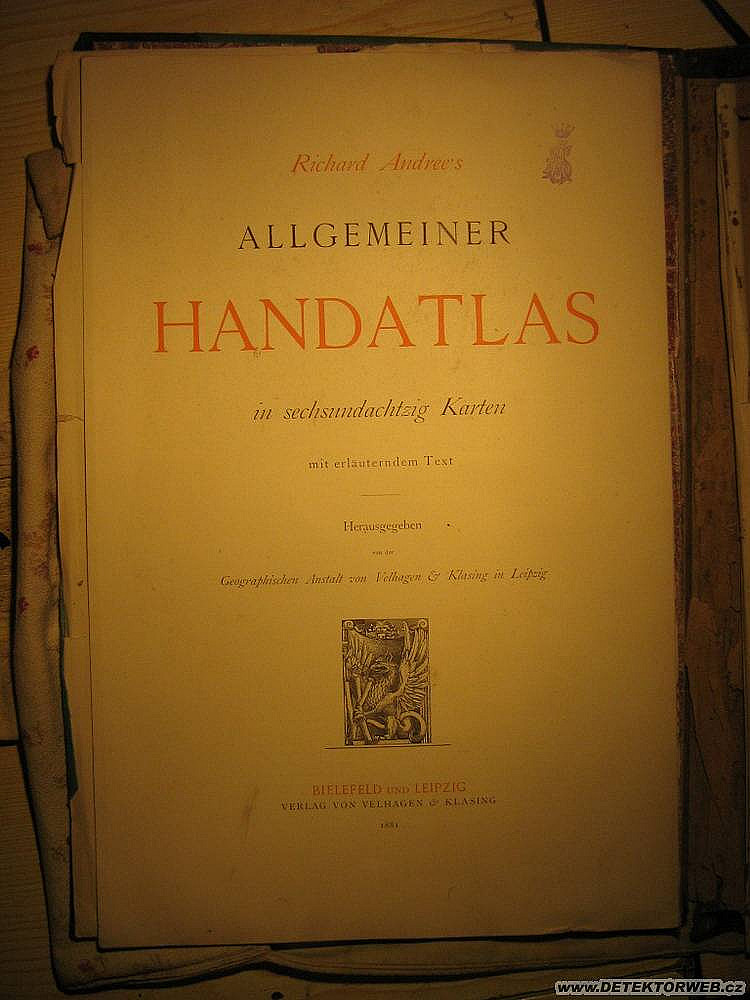 Richard Andree's
ALLGEMEINER
HANDATLAS
in sechsundachtzig Karten
mit erläuterndem Text
Herausgegeben
von der
Geographischen Anstalt von Velhagen & Klasing in Leipzig
BIELEFELD UND LEIPZIG
VERLAG VON VELHAGEN & KLASING
1881
www.DETEKTORWEB.cz